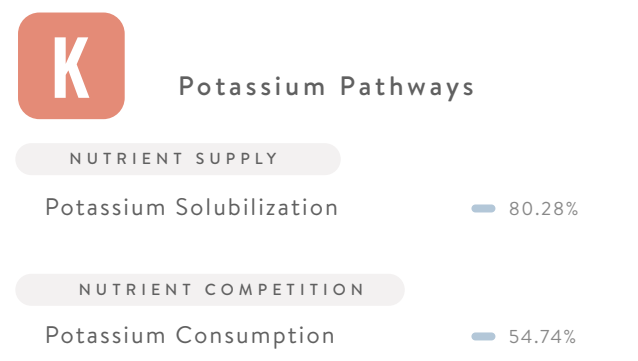 K
Potassium Pathways
NUTRIENT SUPPLY
Potassium Solubilization 80.28%
NUTRIENT COMPETITION
Potassium Consumption 54.74%